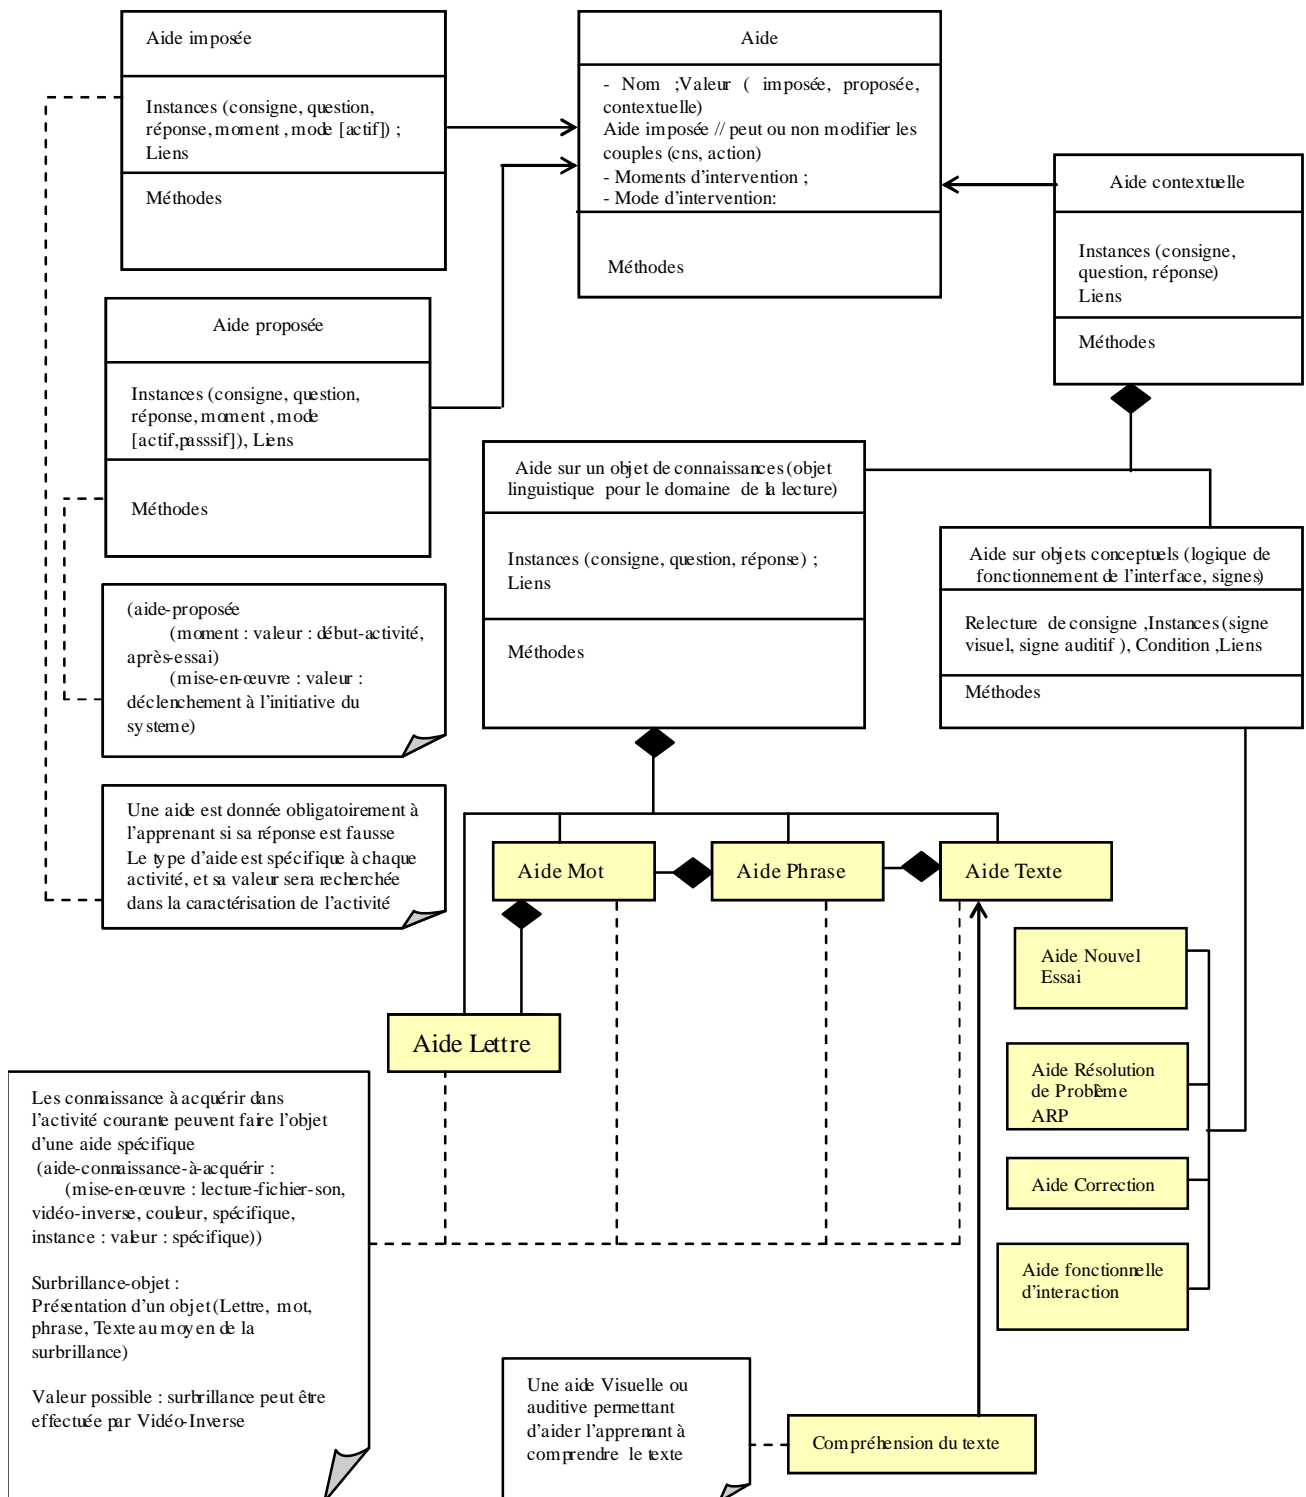 Aide imposée
Instances (consigne, question,
réponse, moment , mode [actif]) ;
Liens
Méthodes
Aide
- Nom ;Valeur ( imposée, proposée,
contextuelle)
Aide imposée // peut ou non modifier les
couples (cns, action)
- Moments d’intervention ;
- Mode d’intervention:
Méthodes
Aide contextuelle
Instances (consigne,
question, réponse)
Liens
Méthodes
Aide proposée
Instances (consigne, question,
réponse, moment , mode
[actif,passsif]), Liens
Méthodes
Aide sur un objet de connaissances (objet
linguistique pour le domaine de la lecture)
Instances (consigne, question, réponse) ;
Liens
Méthodes
Aide sur objets conceptuels (logique de
fonctionnement de l’interface, signes)
Relecture de consigne ,Instances (signe
visuel, signe auditif ), Condition ,Liens
Méthodes
(aide-proposée
(moment : valeur : début-activité,
après-essai)
(mise-en-œuvre : valeur :
déclenchement à l’initiative du
systeme)
Une aide est donnée obligatoirement à
l’apprenant si sa réponse est fausse
Le type d’aide est spécifique à chaque
activité, et sa valeur sera recherchée
dans la caractérisation de l’activité
Aide Mot
Aide Phrase
Aide Texte
Aide Lettre
Aide Nouvel
Essai
Aide Résolution
de Problème
ARP
Aide Correction
Aide fonctionnelle
d’interaction
Les connaissance à acquérir dans
l’activité courante peuvent faire l’objet
d’une aide spécifique
(aide-connaissance-à-acquérir :
(mise-en-œuvre : lecture-fichier-son,
vidéo-inverse, couleur, spécifique,
instance : valeur : spécifique))
Surbrillance-objet :
Présentation d’un objet (Lettre, mot,
phrase, Texte au moyen de la
surbrillance)
Valeur possible : surbrillance peut être
effectuée par Vidéo-Inverse
Une aide Visuelle ou
auditive permettant
d’aider l’apprenant à
comprendre le texte
Compréhension du texte